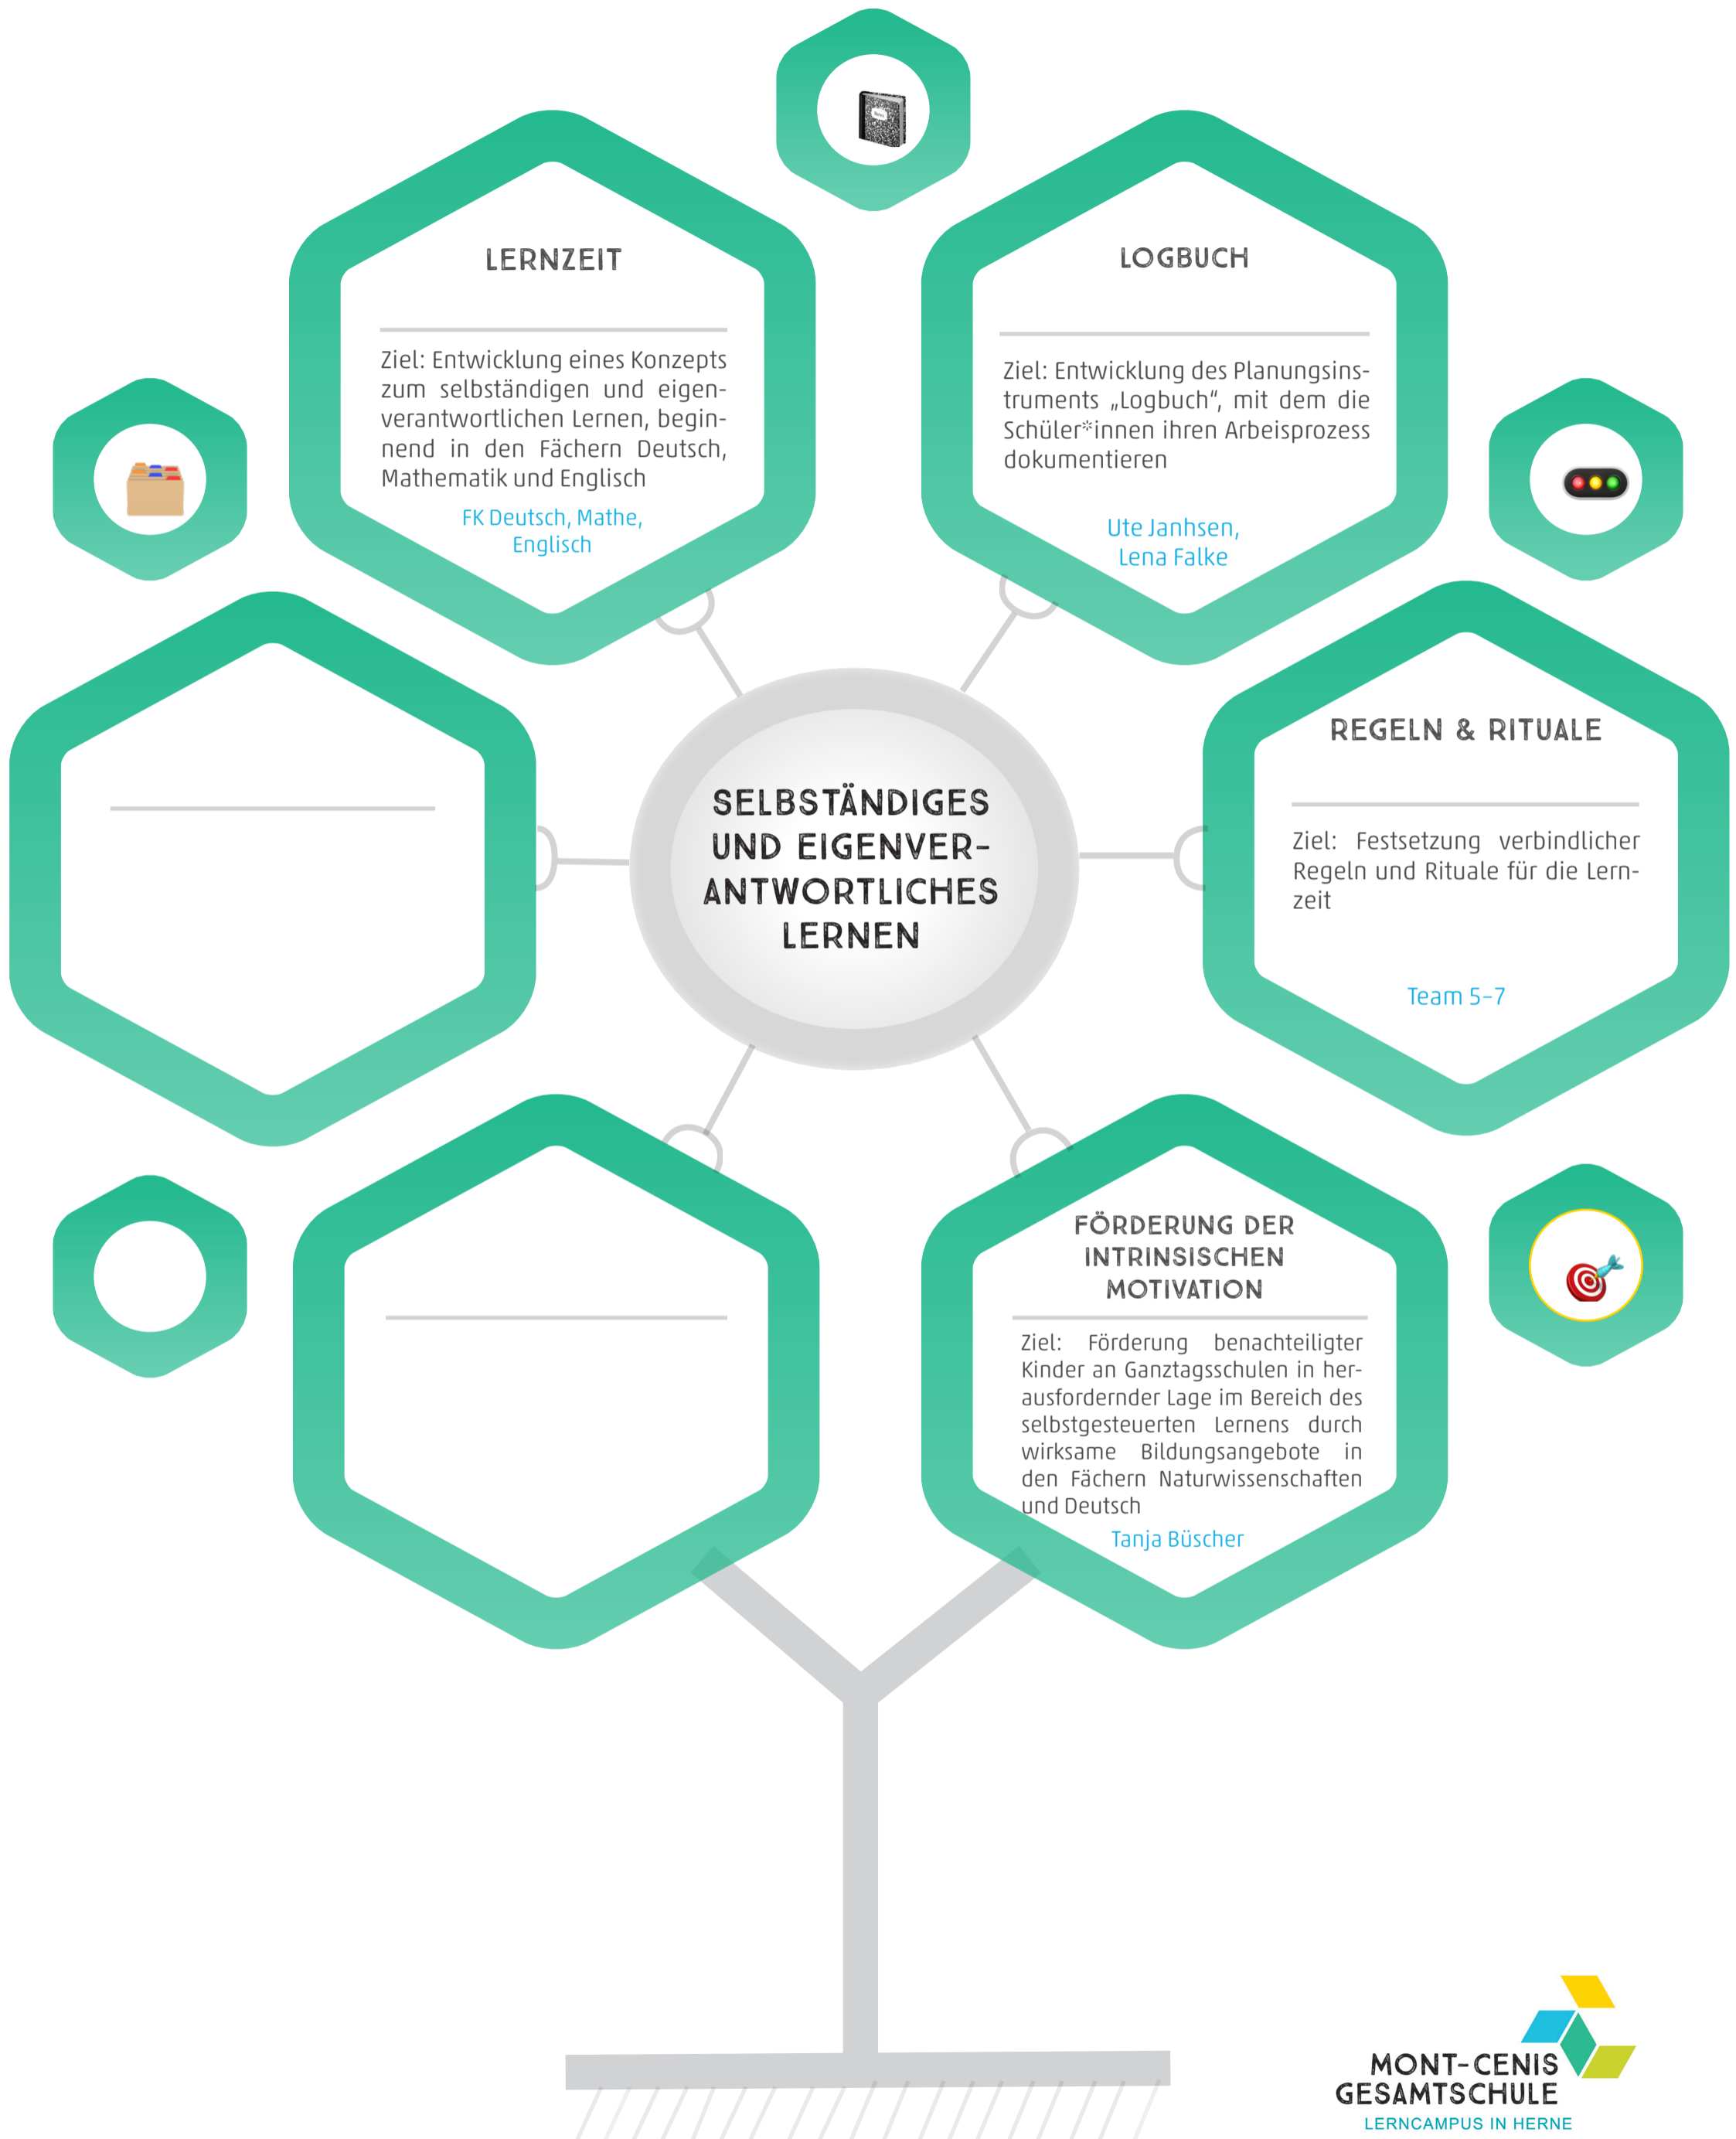 LERNZEIT
Ziel: Entwicklung eines Konzepts
zum selbständigen und eigen-
verantwortlichen Lernen, begin-
nend in den Fächern Deutsch,
Mathematik und Englisch
FK Deutsch, Mathe,
Englisch
LOGBUCH
Ziel: Entwicklung des Planungsins-
truments „Logbuch“, mit dem die
Schüler*innen ihren Arbeisprozess
dokumentieren
Ute Janhsen,
Lena Falke
SELBSTÄNDIGES
UND EIGENVER-
ANTWORTLICHES
LERNEN
REGELN & RITUALE
Ziel: Festsetzung verbindlicher
Regeln und Rituale für die Lern-
zeit
Team 5–7
FÖRDERUNG DER
INTRINSISCHEN
MOTIVATION
Ziel: Förderung benachteiligter
Kinder an Ganztagsschulen in her-
ausfordernder Lage im Bereich des
selbstgesteuerten Lernens durch
wirksame Bildungsangebote in
den Fächern Naturwissenschaften
und Deutsch
Tanja Büscher
MONT-CENIS
GESAMTSCHULE
LERNCAMPUS IN HERNE